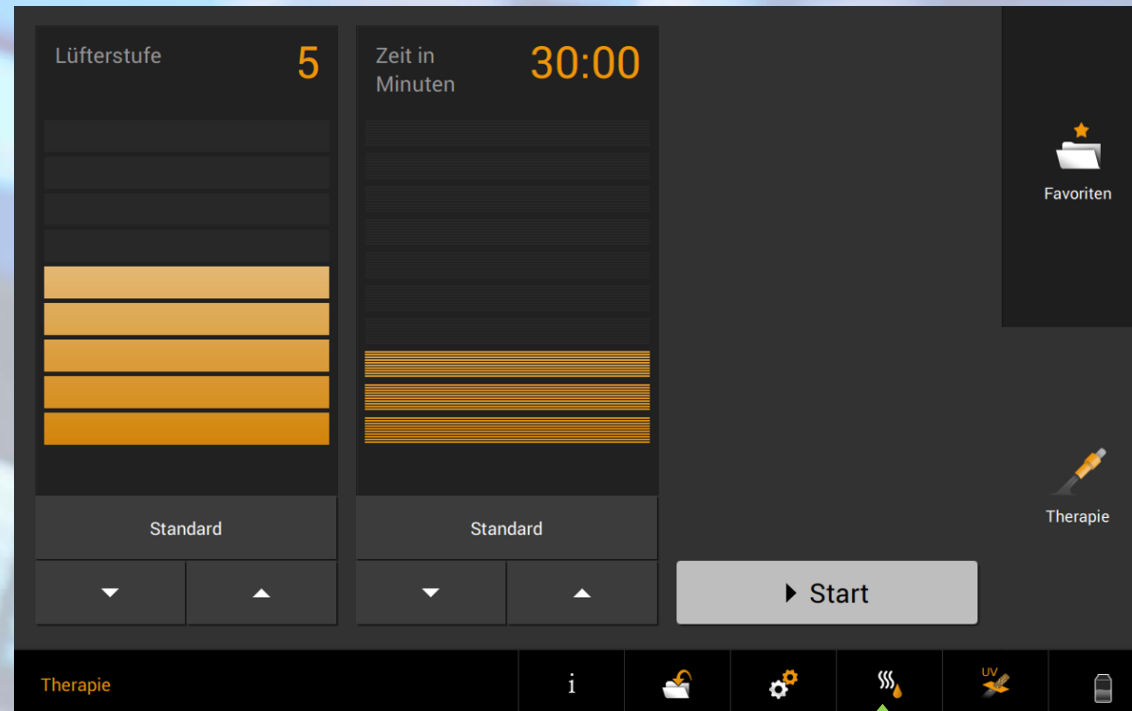 Lüfterstufe
5
Zeit in
Minuten
30:00
Favoriten
Therapie
Standard
Standard
Start
Therapie
i
UV